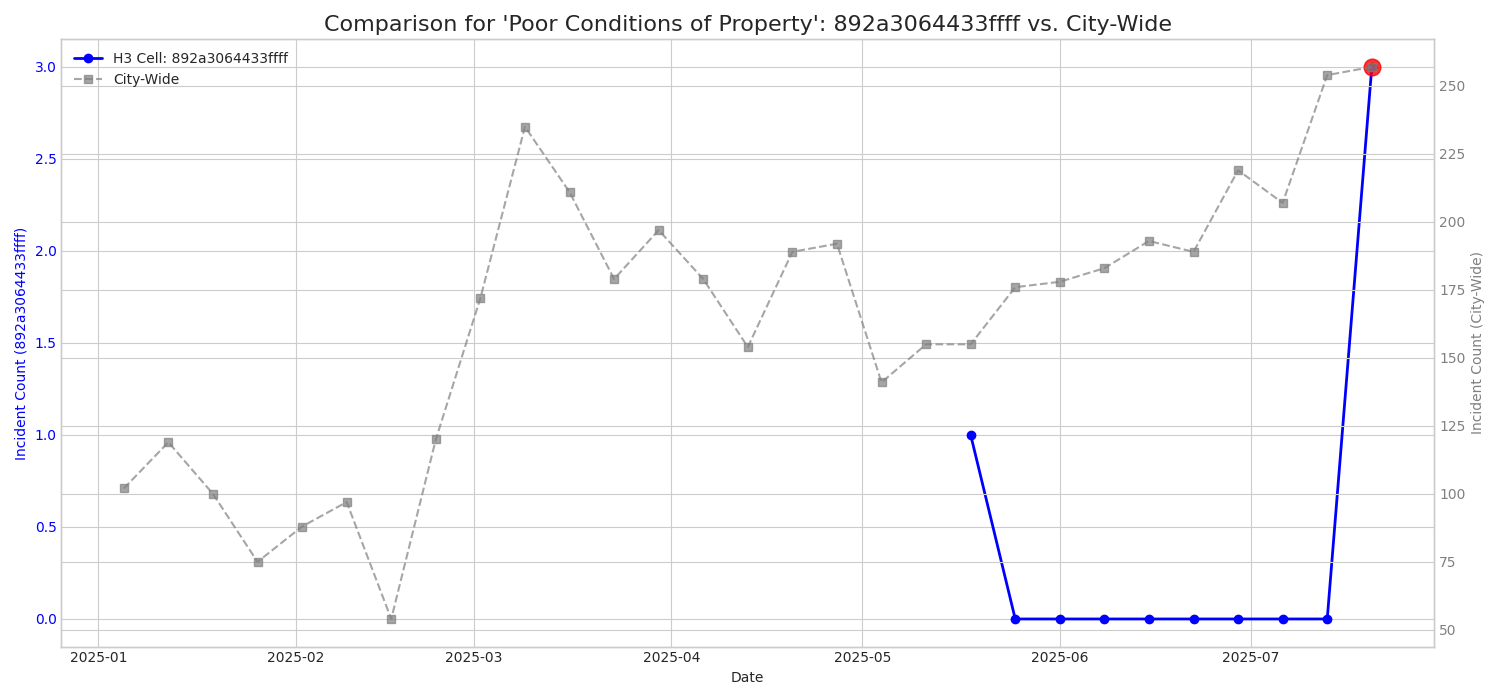 Comparison for 'Poor Conditions of Property': 892a3064433ffff vs. City-Wide
H3 Cell: 892a3064433ffff
City-Wide
Incident Count (892a3064433ffff)
3.0
2.5
2.0
1.5
1.0
0.5
0.0
Incident Count (City-Wide)
250
225
200
175
150
125
100
75
50
2025-01 2025-02 2025-03 2025-04 2025-05 2025-06 2025-07
Date